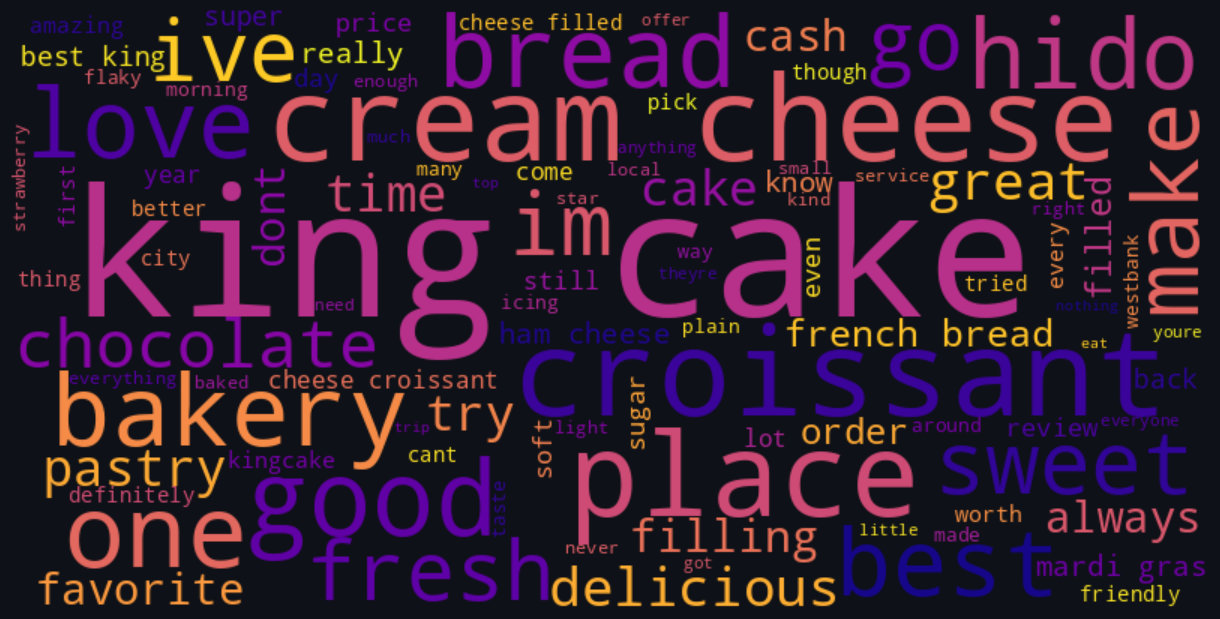 amazing
super
price
cheese filled
offer
cash
go
hido
best king
ive
really
bread
though
flaky
day
enough
morning
love
cream cheese
pick
make
much
anything
strawberry
first
year
dont
time
many
top
come
local
cake
small
know
kind
service
great
right
filled
better
star
im
king cake
way
theyre
even
every
westbank
city
thing
still
icing
tried
need
nothing
chocolate
ham cheese
plain
french bread
eat
youre
croissant
back
everything
baked
cheese croissant
bakery
try
trip
sugar
soft
light
lot
order
around
review
everyone
pastry
kingcake
cant
place
sweet
definitely
good
taste
one
filling
never
got
little
made
worth
always
fresh
best
mardi gras
favorite
delicious
friendly